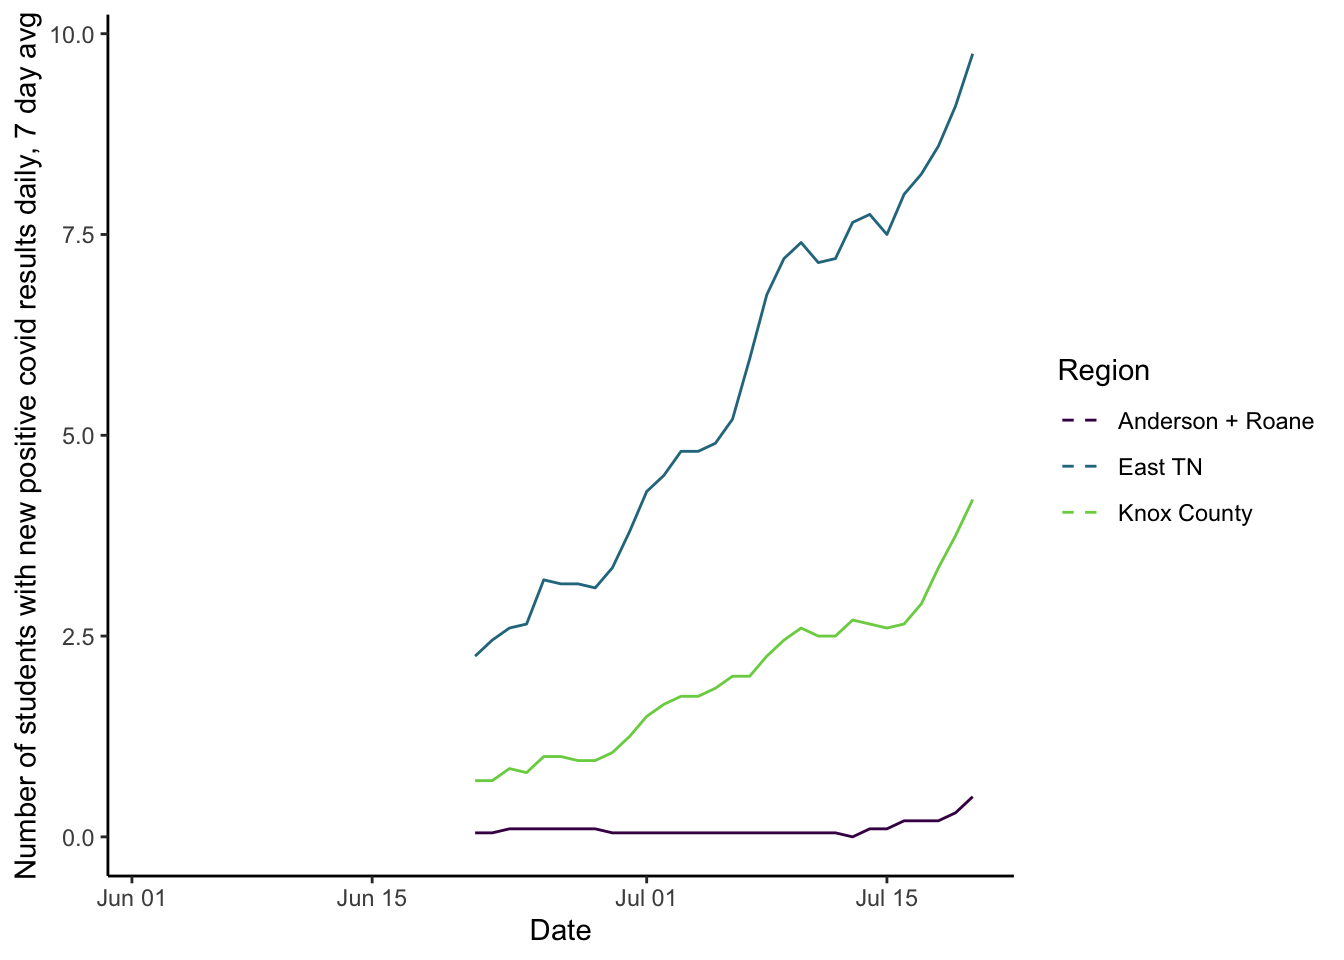 Number of students with new positive covid results daily, 7 day avg
10.0
7.5
5.0
2.5
0.0
Jun 01
Jun 15
Jul 01
Jul 15
Date
Region
Anderson + Roane
East TN
Knox County